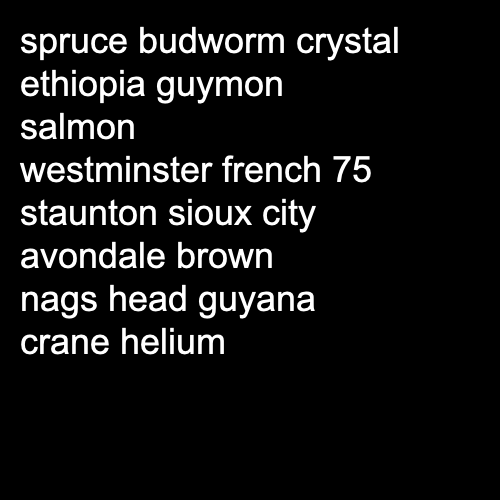 spruce budworm crystal
ethiopia guymon
salmon
westminster french 75
staunton sioux city
avondale brown
nags head guyana
crane helium